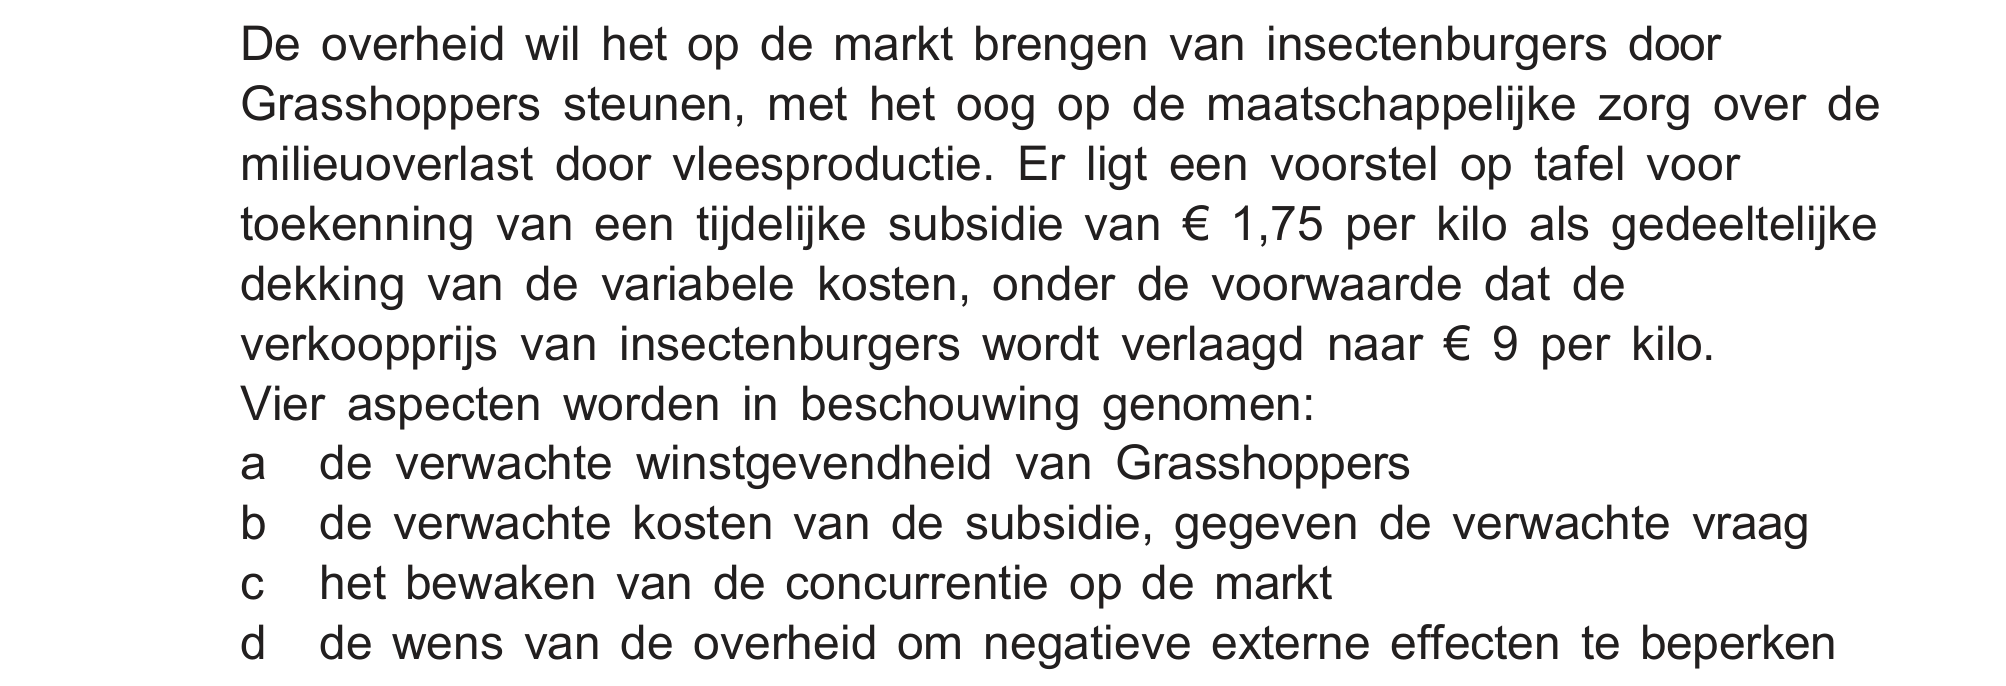 De overheid wil het op de markt brengen van insectenburgers door
Grasshoppers steunen, met het oog op de maatschappelijke zorg over de
milieuoverlast door vleesproductie. Er ligt een voorstel op tafel voor
toekenning van een tijdelijke subsidie van € 1,75 per kilo als gedeeltelijke
dekking van de variabele kosten, onder de voorwaarde dat de
verkoopprijs van insectenburgers wordt verlaagd naar € 9 per kilo.
Vier aspecten worden in beschouwing genomen:
a de verwachte winstgevendheid van Grasshoppers
b de verwachte kosten van de subsidie, gegeven de verwachte vraag
c het bewaken van de concurrentie op de markt
d de wens van de overheid om negatieve externe effecten te beperken